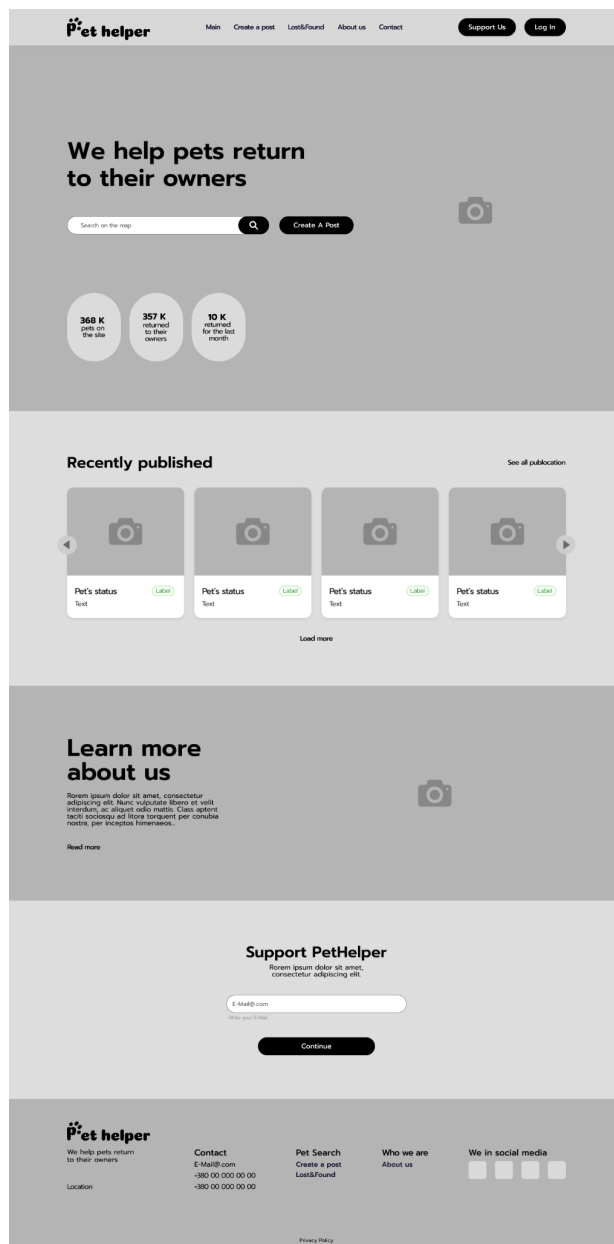 Pet helper
Main Create a post Lost&Found About us Contact Support Us Log In
We help pets return
to their owners
Search on the map
Create A Post
368 K
pets on
the site
357 K
returned
to their
owners
10 K
returned
for the last
month
Recently published
See all publocation
Pet's status Label
Text
Pet's status Label
Text
Pet's status Label
Text
Pet's status Label
Text
Load more
Learn more
about us
Rorem ipsum dolor sit amet, consectetur
adipiscing elit. Nunc vulputate libero et velit
interdum, ac aliquet odio mattis. Class aptent
taciti sociosqu ad litora torquent per conubia
nostra, per inceptos himenaeos...
Read more
Support PetHelper
Rorem ipsum dolor sit amet,
consectetur adipiscing elit.
E-Mail@.com
Write your E-Mail
Continue
Pet helper
We help pets return
to their owners
Location
Contact
E-Mail@.com
+380 00 000 00 00
+380 00 000 00 00
Pet Search
Create a post
Lost&Found
Who we are
About us
We in social media
Privacy Policy